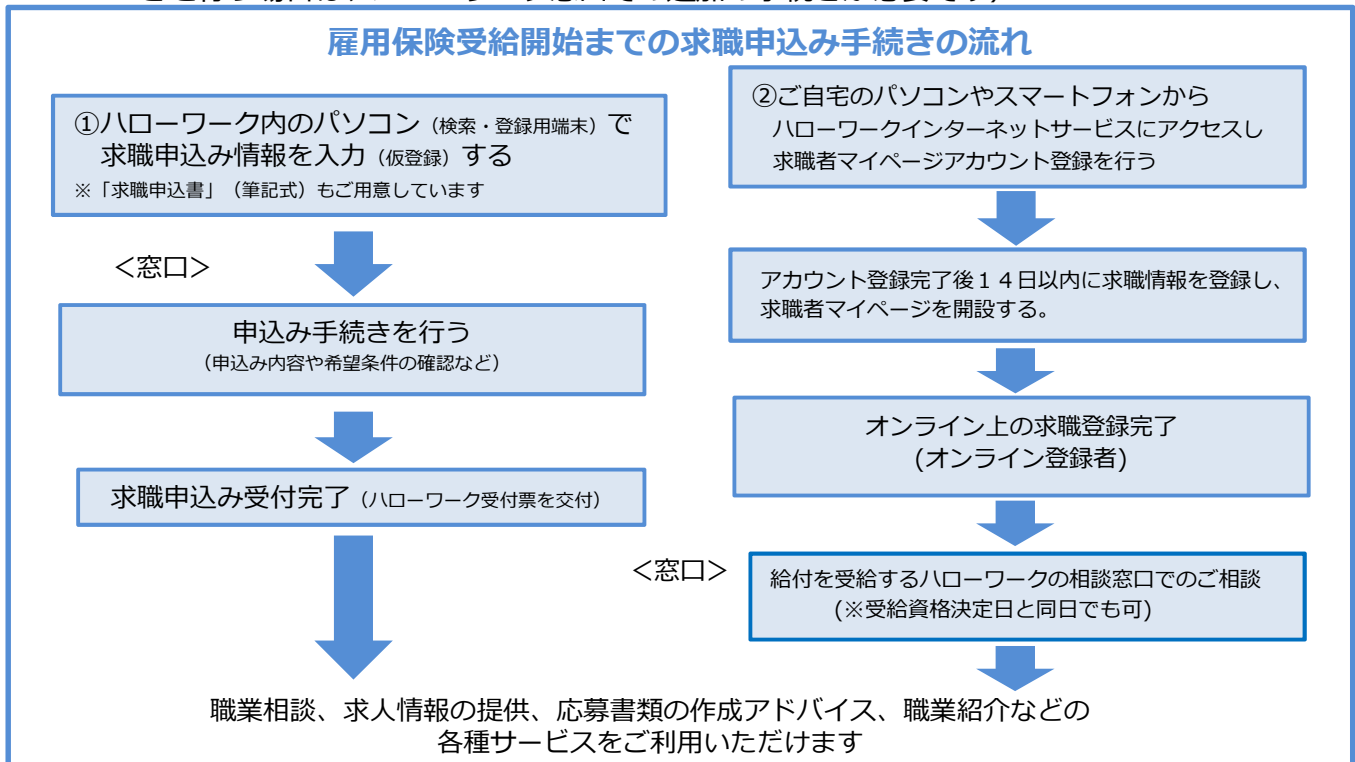 雇用保険受給開始までの求職申込み手続きの流れ
①ハローワーク内のパソコン（検索・登録用端末）で
求職申込み情報を入力（仮登録）する
※「求職申込書」（筆記式）もご用意しています
＜窓口＞
申込み手続きを行う
（申込み内容や希望条件の確認など）
求職申込み受付完了（ハローワーク受付票を交付）
②ご自宅のパソコンやスマートフォンから
ハローワークインターネットサービスにアクセスし
求職者マイページアカウント登録を行う
アカウント登録完了後１４日以内に求職情報を登録し、
求職者マイページを開設する。
オンライン上の求職登録完了
(オンライン登録者)
＜窓口＞
給付を受給するハローワークの相談窓口でのご相談
(※受給資格決定日と同日でも可)
職業相談、求人情報の提供、応募書類の作成アドバイス、職業紹介などの
各種サービスをご利用いただけます